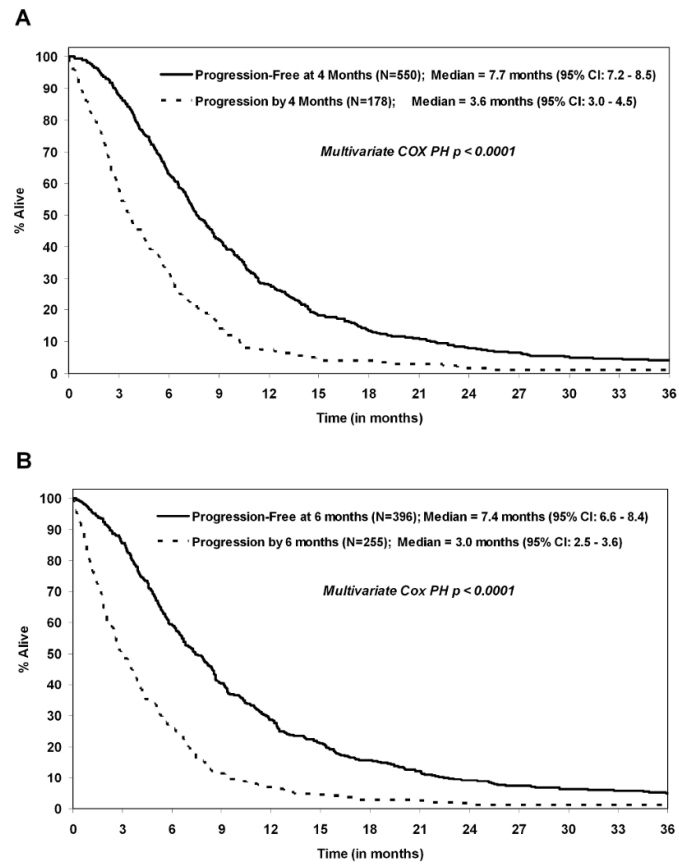 A
100
90
80
70
60
50
40
30
20
10
0
% Alive
Progression-Free at 4 Months (N=550); Median = 7.7 months (95% CI: 7.2 - 8.5)
Progression by 4 Months (N=178); Median = 3.6 months (95% CI: 3.0 - 4.5)
Multivariate COX PH p < 0.0001
0 3 6 9 12 15 18 21 24 27 30 33 36
Time (in months)
B
100
90
80
70
60
50
40
30
20
10
0
% Alive
Progression-Free at 6 months (N=396); Median = 7.4 months (95% CI: 6.6 - 8.4)
Progression by 6 months (N=255); Median = 3.0 months (95% CI: 2.5 - 3.6)
Multivariate Cox PH p < 0.0001
0 3 6 9 12 15 18 21 24 27 30 33 36
Time (in months)